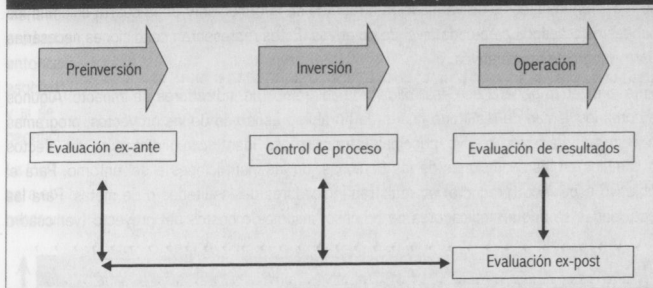 Preinversión
Inversión
Operación
Evaluación ex-ante
Control de proceso
Evaluación de resultados
Evaluación ex-post